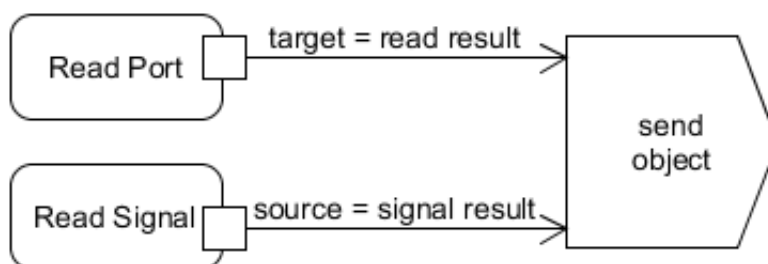 target = read result
Read Port
send
object
Read Signal
source = signal result